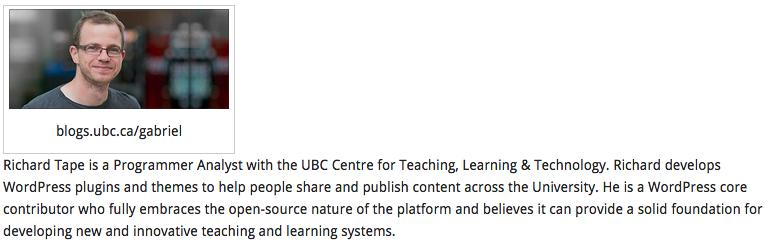 blogs.ubc.ca/gabriel
Richard Tape is a Programmer Analyst with the UBC Centre for Teaching, Learning & Technology. Richard develops
WordPress plugins and themes to help people share and publish content across the University. He is a WordPress core
contributor who fully embraces the open-source nature of the platform and believes it can provide a solid foundation for
developing new and innovative teaching and learning systems.